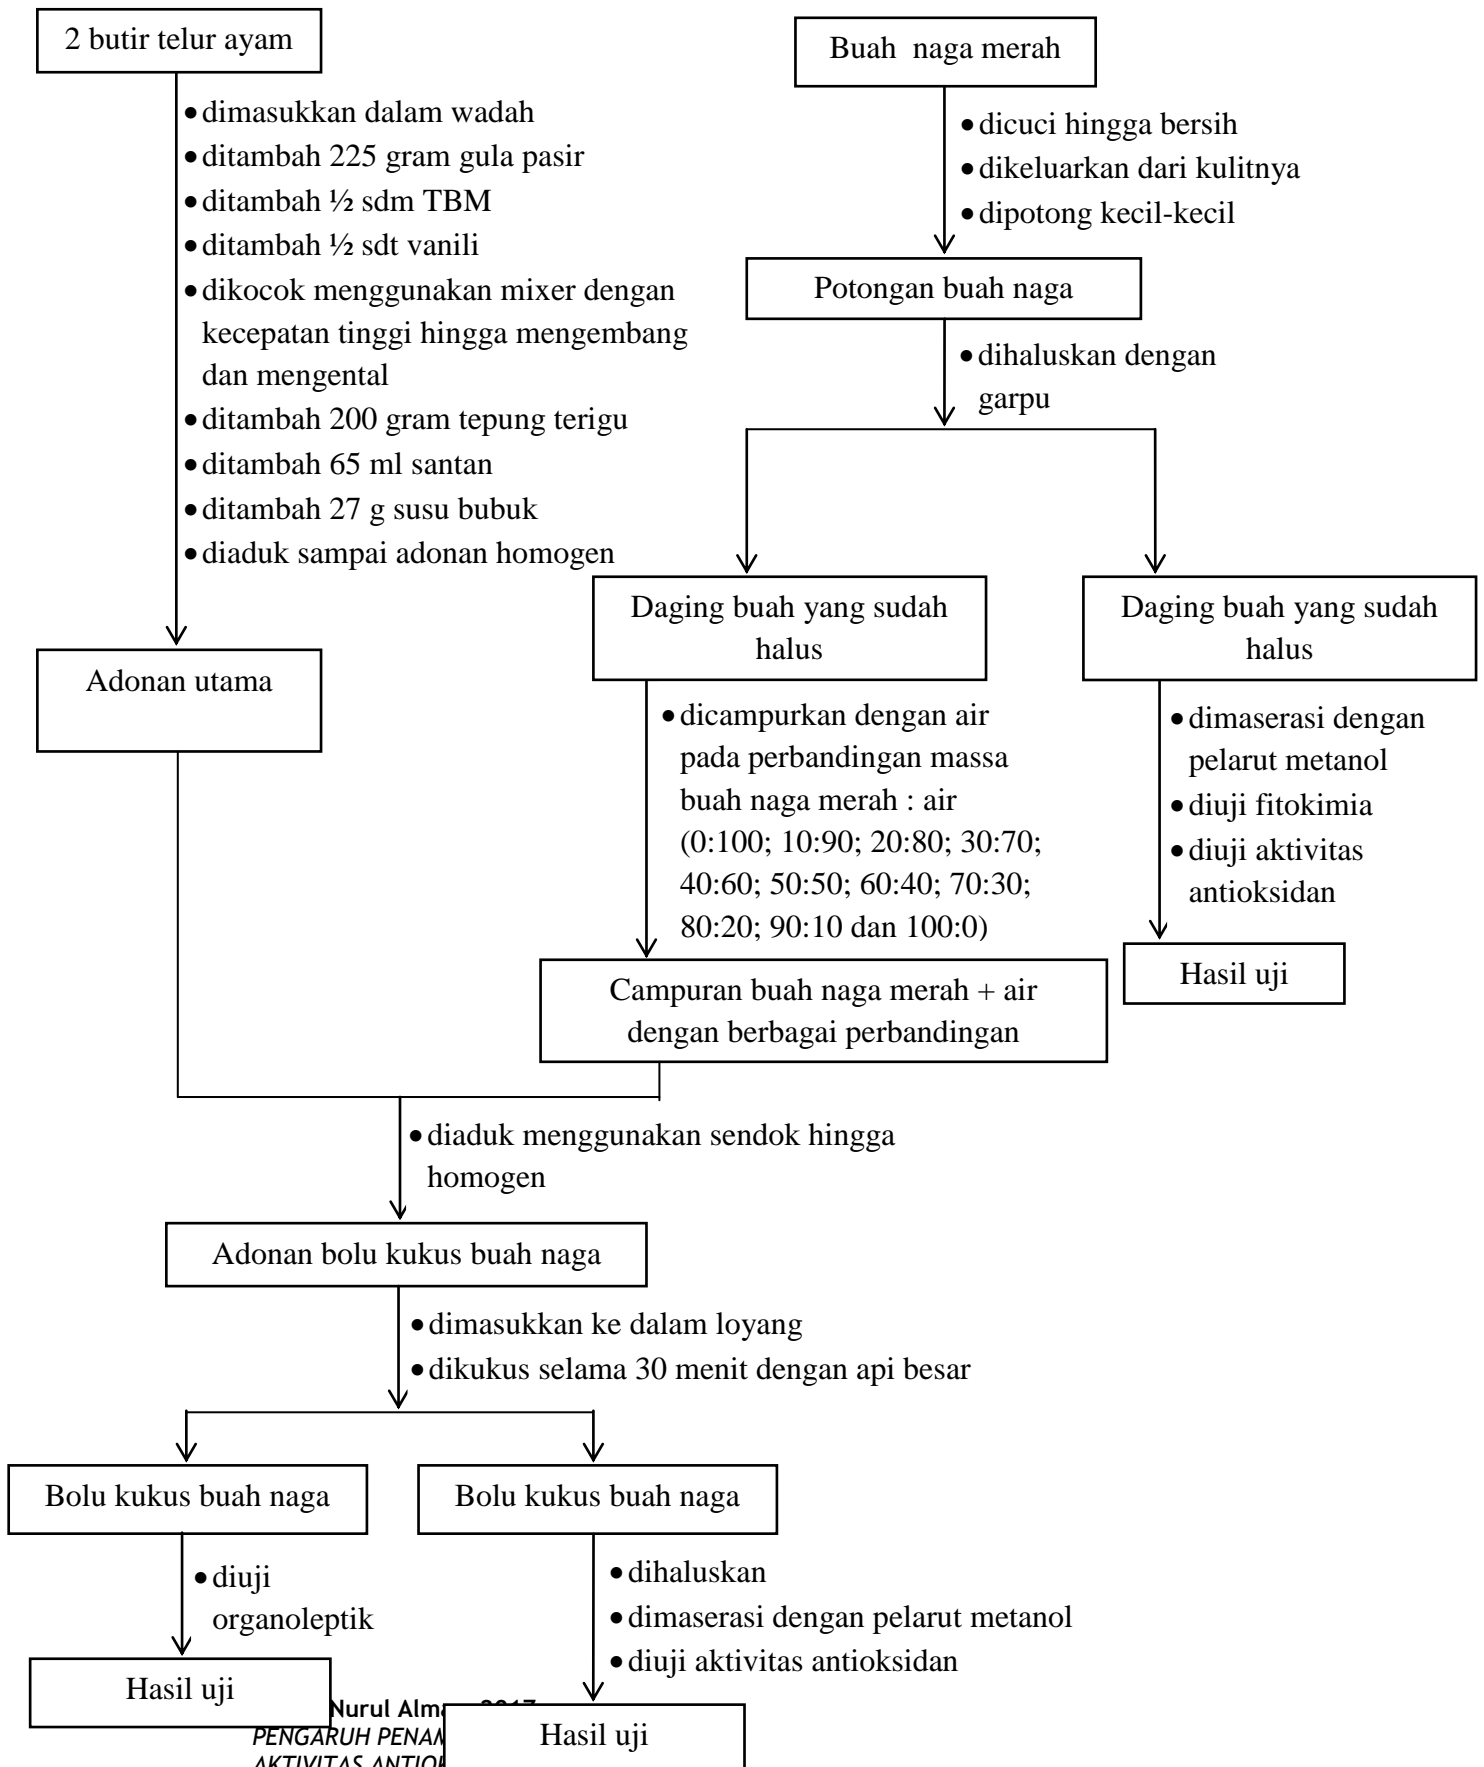 2 butir telur ayam
• dimasukkan dalam wadah
• ditambah 225 gram gula pasir
• ditambah ½ sdm TBM
• ditambah ½ sdt vanili
• dikocok menggunakan mixer dengan
kecepatan tinggi hingga mengembang
dan mengental
• ditambah 200 gram tepung terigu
• ditambah 65 ml santan
• ditambah 27 g susu bubuk
• diaduk sampai adonan homogen
Adonan utama
Buah naga merah
• dicuci hingga bersih
• dikeluarkan dari kulitnya
• dipotong kecil-kecil
Potongan buah naga
• dihaluskan dengan
garpu
Daging buah yang sudah
halus
• dicampurkan dengan air
pada perbandingan massa
buah naga merah : air
(0:100; 10:90; 20:80; 30:70;
40:60; 50:50; 60:40; 70:30;
80:20; 90:10 dan 100:0)
Campuran buah naga merah + air
dengan berbagai perbandingan
Daging buah yang sudah
halus
• dimaserasi dengan
pelarut metanol
• diuji fitokimia
• diuji aktivitas
antioksidan
Hasil uji
• diaduk menggunakan sendok hingga
homogen
Adonan bolu kukus buah naga
• dimasukkan ke dalam loyang
• dikukus selama 30 menit dengan api besar
Bolu kukus buah naga
• diuji
organoleptik
Hasil uji
Bolu kukus buah naga
• dihaluskan
• dimaserasi dengan pelarut metanol
• diuji aktivitas antioksidan
Hasil uji
Nurul
PENGARUH
AKTIVITAS